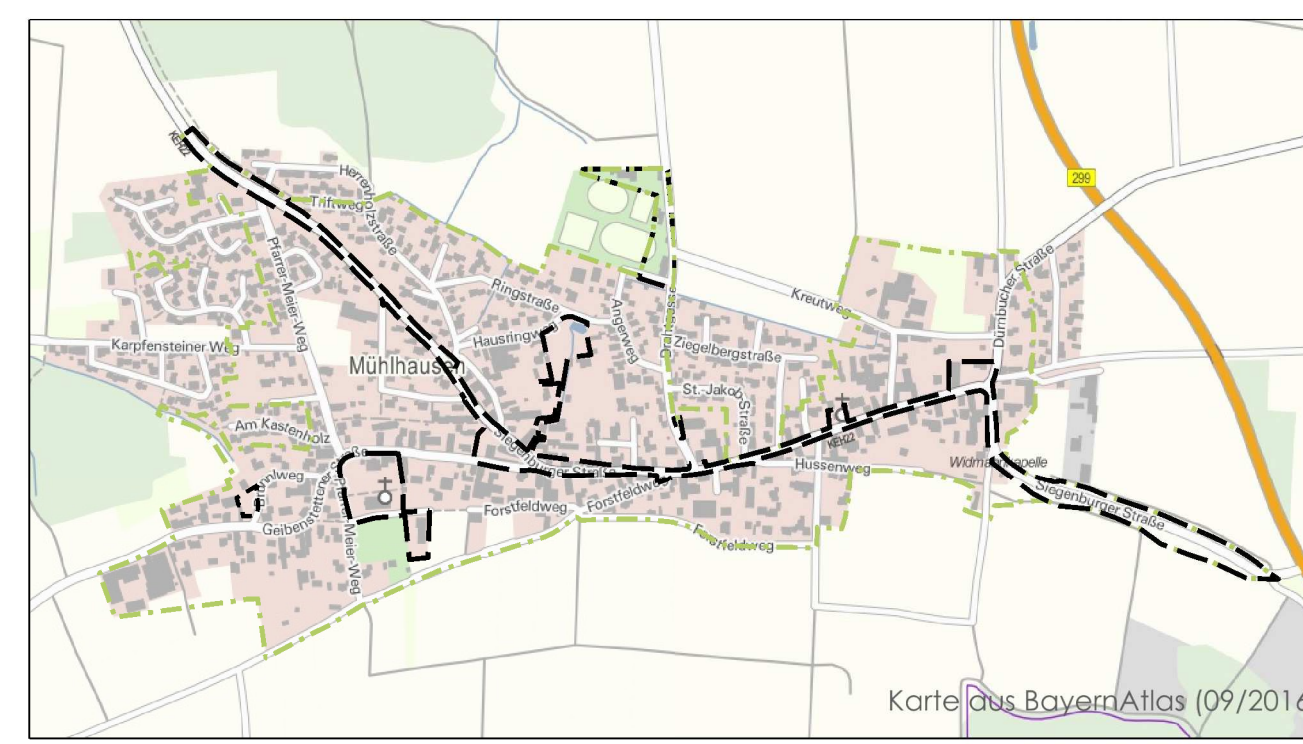 KEH22
Herrenholzstraße
Triftweg
299
Pfarrer-Meier-Weg
Dürnbucher Straße
Ringstraße
Kreutweg
Angerweg
Hausringweg
Karpfensteiner Weg
Ziegelbergstraße
Mühlhausen
St.-Jakob-Straße
Am Kastenholz
Siegenburger Straße
KEH22
Hussenweg
Widmannkapelle
Geibenstettener Straße
Pfarrer-Meier-Weg
Forstfeldweg
Forstfeldweg
Siegenburger Straße
Forstfeldweg
Karte aus BayernAtlas (09/2016